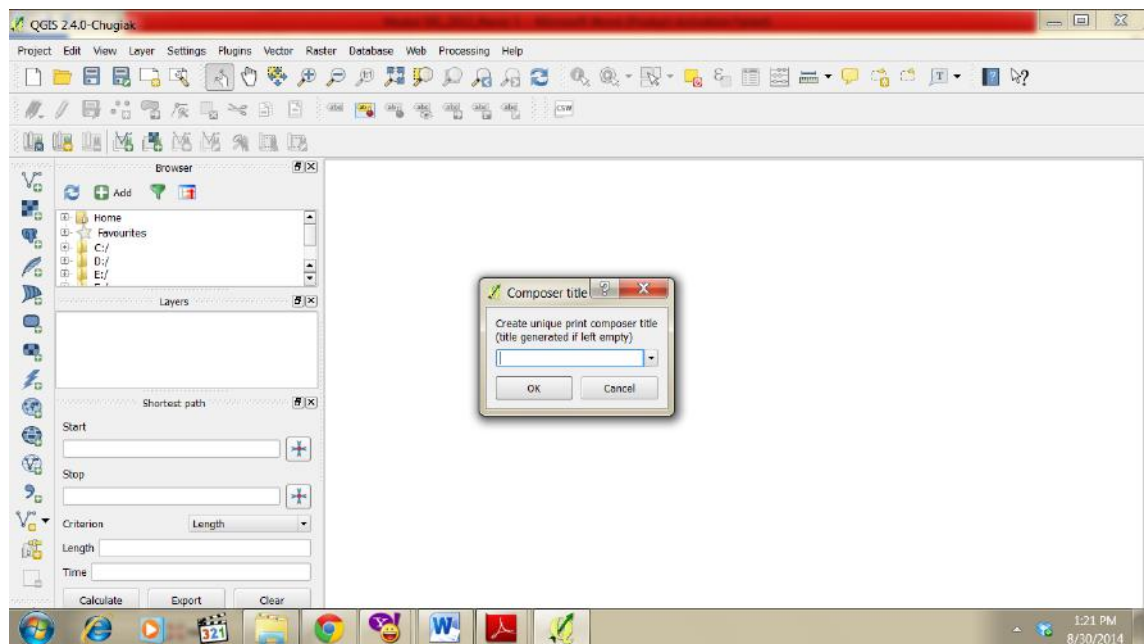 QGIS 2.4.0-Chugiak
Project Edit View Layer Settings Plugins Vector Raster Database Web Processing Help
CSW
Browser
Add
Home
Favourites
C:/
D:/
E:/
Layers
Composer title
Create unique print composer title
(title generated if left empty)
OK Cancel
Shortest path
Start
Stop
Criterion Length
Length
Time
Calculate Export Clear
321
1:21 PM
8/30/2014